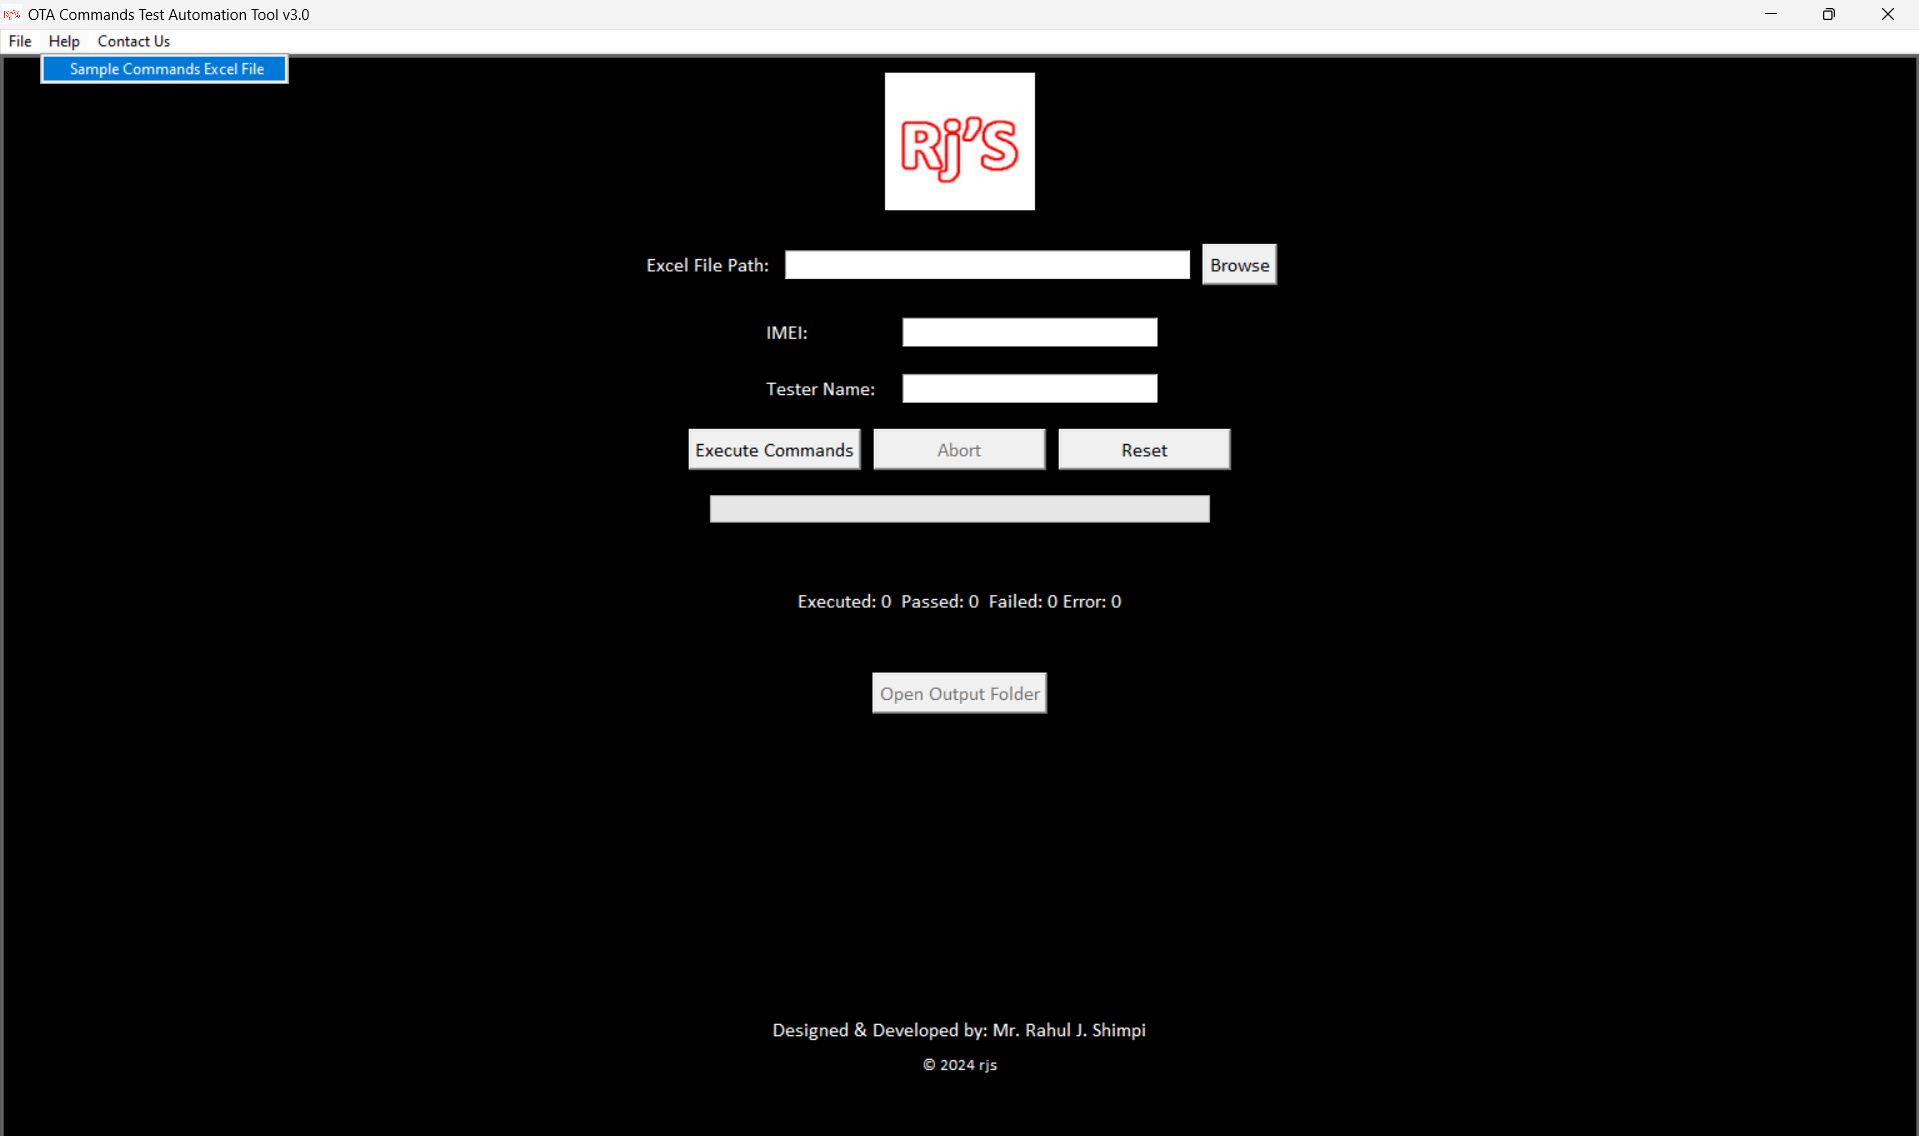 OTA Commands Test Automation Tool v3.0
File Help Contact Us
Sample Commands Excel File
Rj'S
Excel File Path: Browse
IMEI:
Tester Name:
Execute Commands Abort Reset
Executed: 0 Passed: 0 Failed: 0 Error: 0
Open Output Folder
Designed & Developed by: Mr. Rahul J. Shimpi
© 2024 rjs